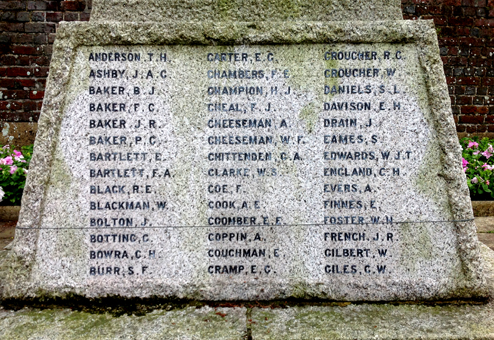 ANDERSON, T. H.
ASHBY, J. A. G.
BAKER, B. J.
BAKER, F. C.
BAKER, J. R.
BAKER, P. C.
BARTLETT, E.
BARTLETT, F. A.
BLACK, R. E.
BLACKMAN, W.
BOLTON, J.
BOTTING, G.
BOWRA, C. H.
BURR, S. F.
CARTER, E. G.
CHAMBERS, F. E.
CHAMPION, H. J.
CHEAL, F. J.
CHEESEMAN, A.
CHEESEMAN, W. F.
CHITTENDEN, G. A.
CLARKE, W. S.
COE, F.
COOK, A. E.
COOMBER, T. F.
COPPIN, A.
COUCHMAN, E.
CRAMP, E. G.
CROUCHER, R. C.
CROUCHER, W.
DANIELS, S. L.
DAVISON, E. H.
DRAIN, J.
EAMES, S.
EDWARDS, W. J. T.
ENGLAND, C. H.
EVERS, A.
FINNES, E.
FOSTER, W. H.
FRENCH, J. R.
GILBERT, W.
GILES, G. W.